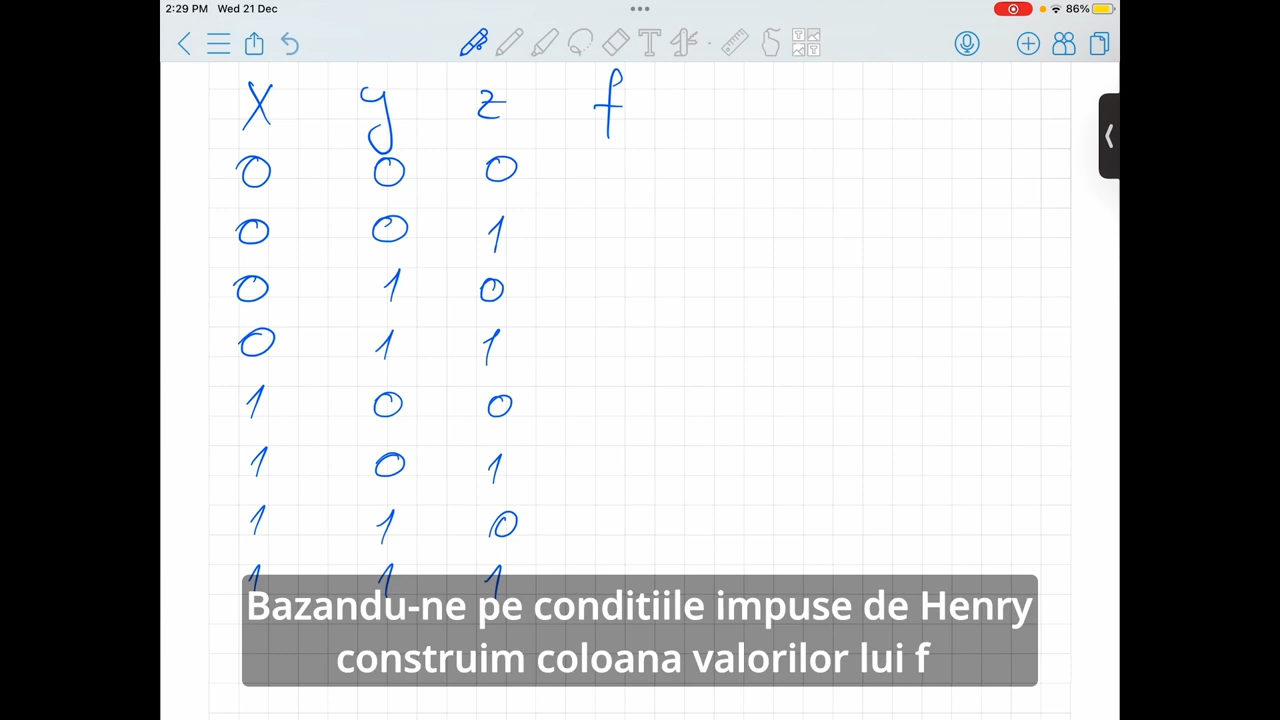 2:29 PM Wed 21 Dec 86%
X y z f
0 0 0
0 0 1
0 1 0
0 1 1
1 0 0
1 0 1
1 1 0
1 1 1
Bazandu-ne pe conditiile impuse de Henry
construim coloana valorilor lui f